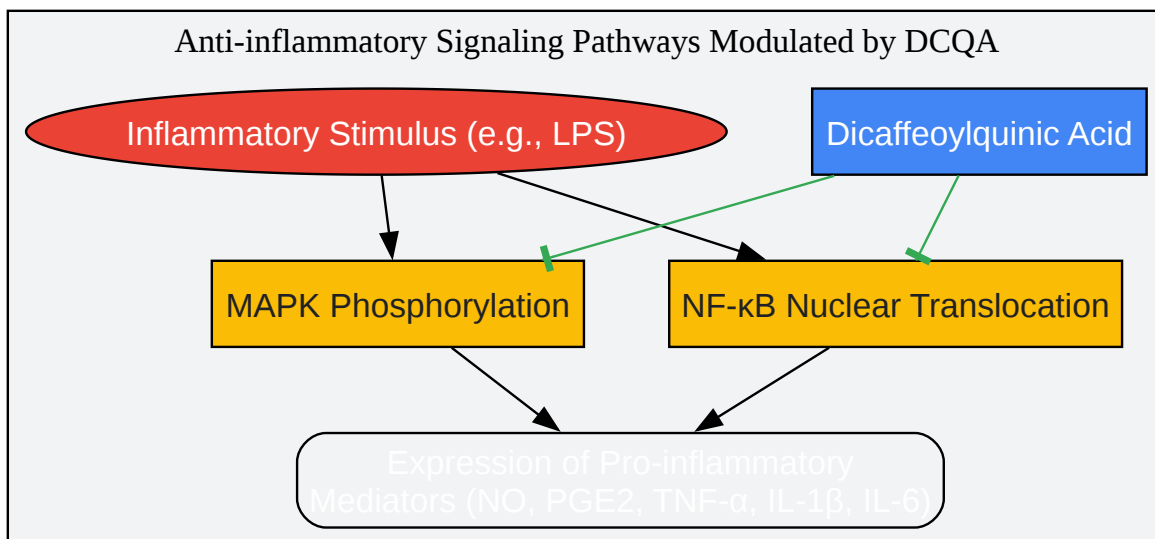 Anti-inflammatory Signaling Pathways Modulated by DCQA
Inflammatory Stimulus (e.g., LPS)
Dicaffeoylquinic Acid
MAPK Phosphorylation
NF-κB Nuclear Translocation
Expression of Pro-inflammatory
Mediators (NO, PGE2, TNF-α, IL-1β, IL-6)